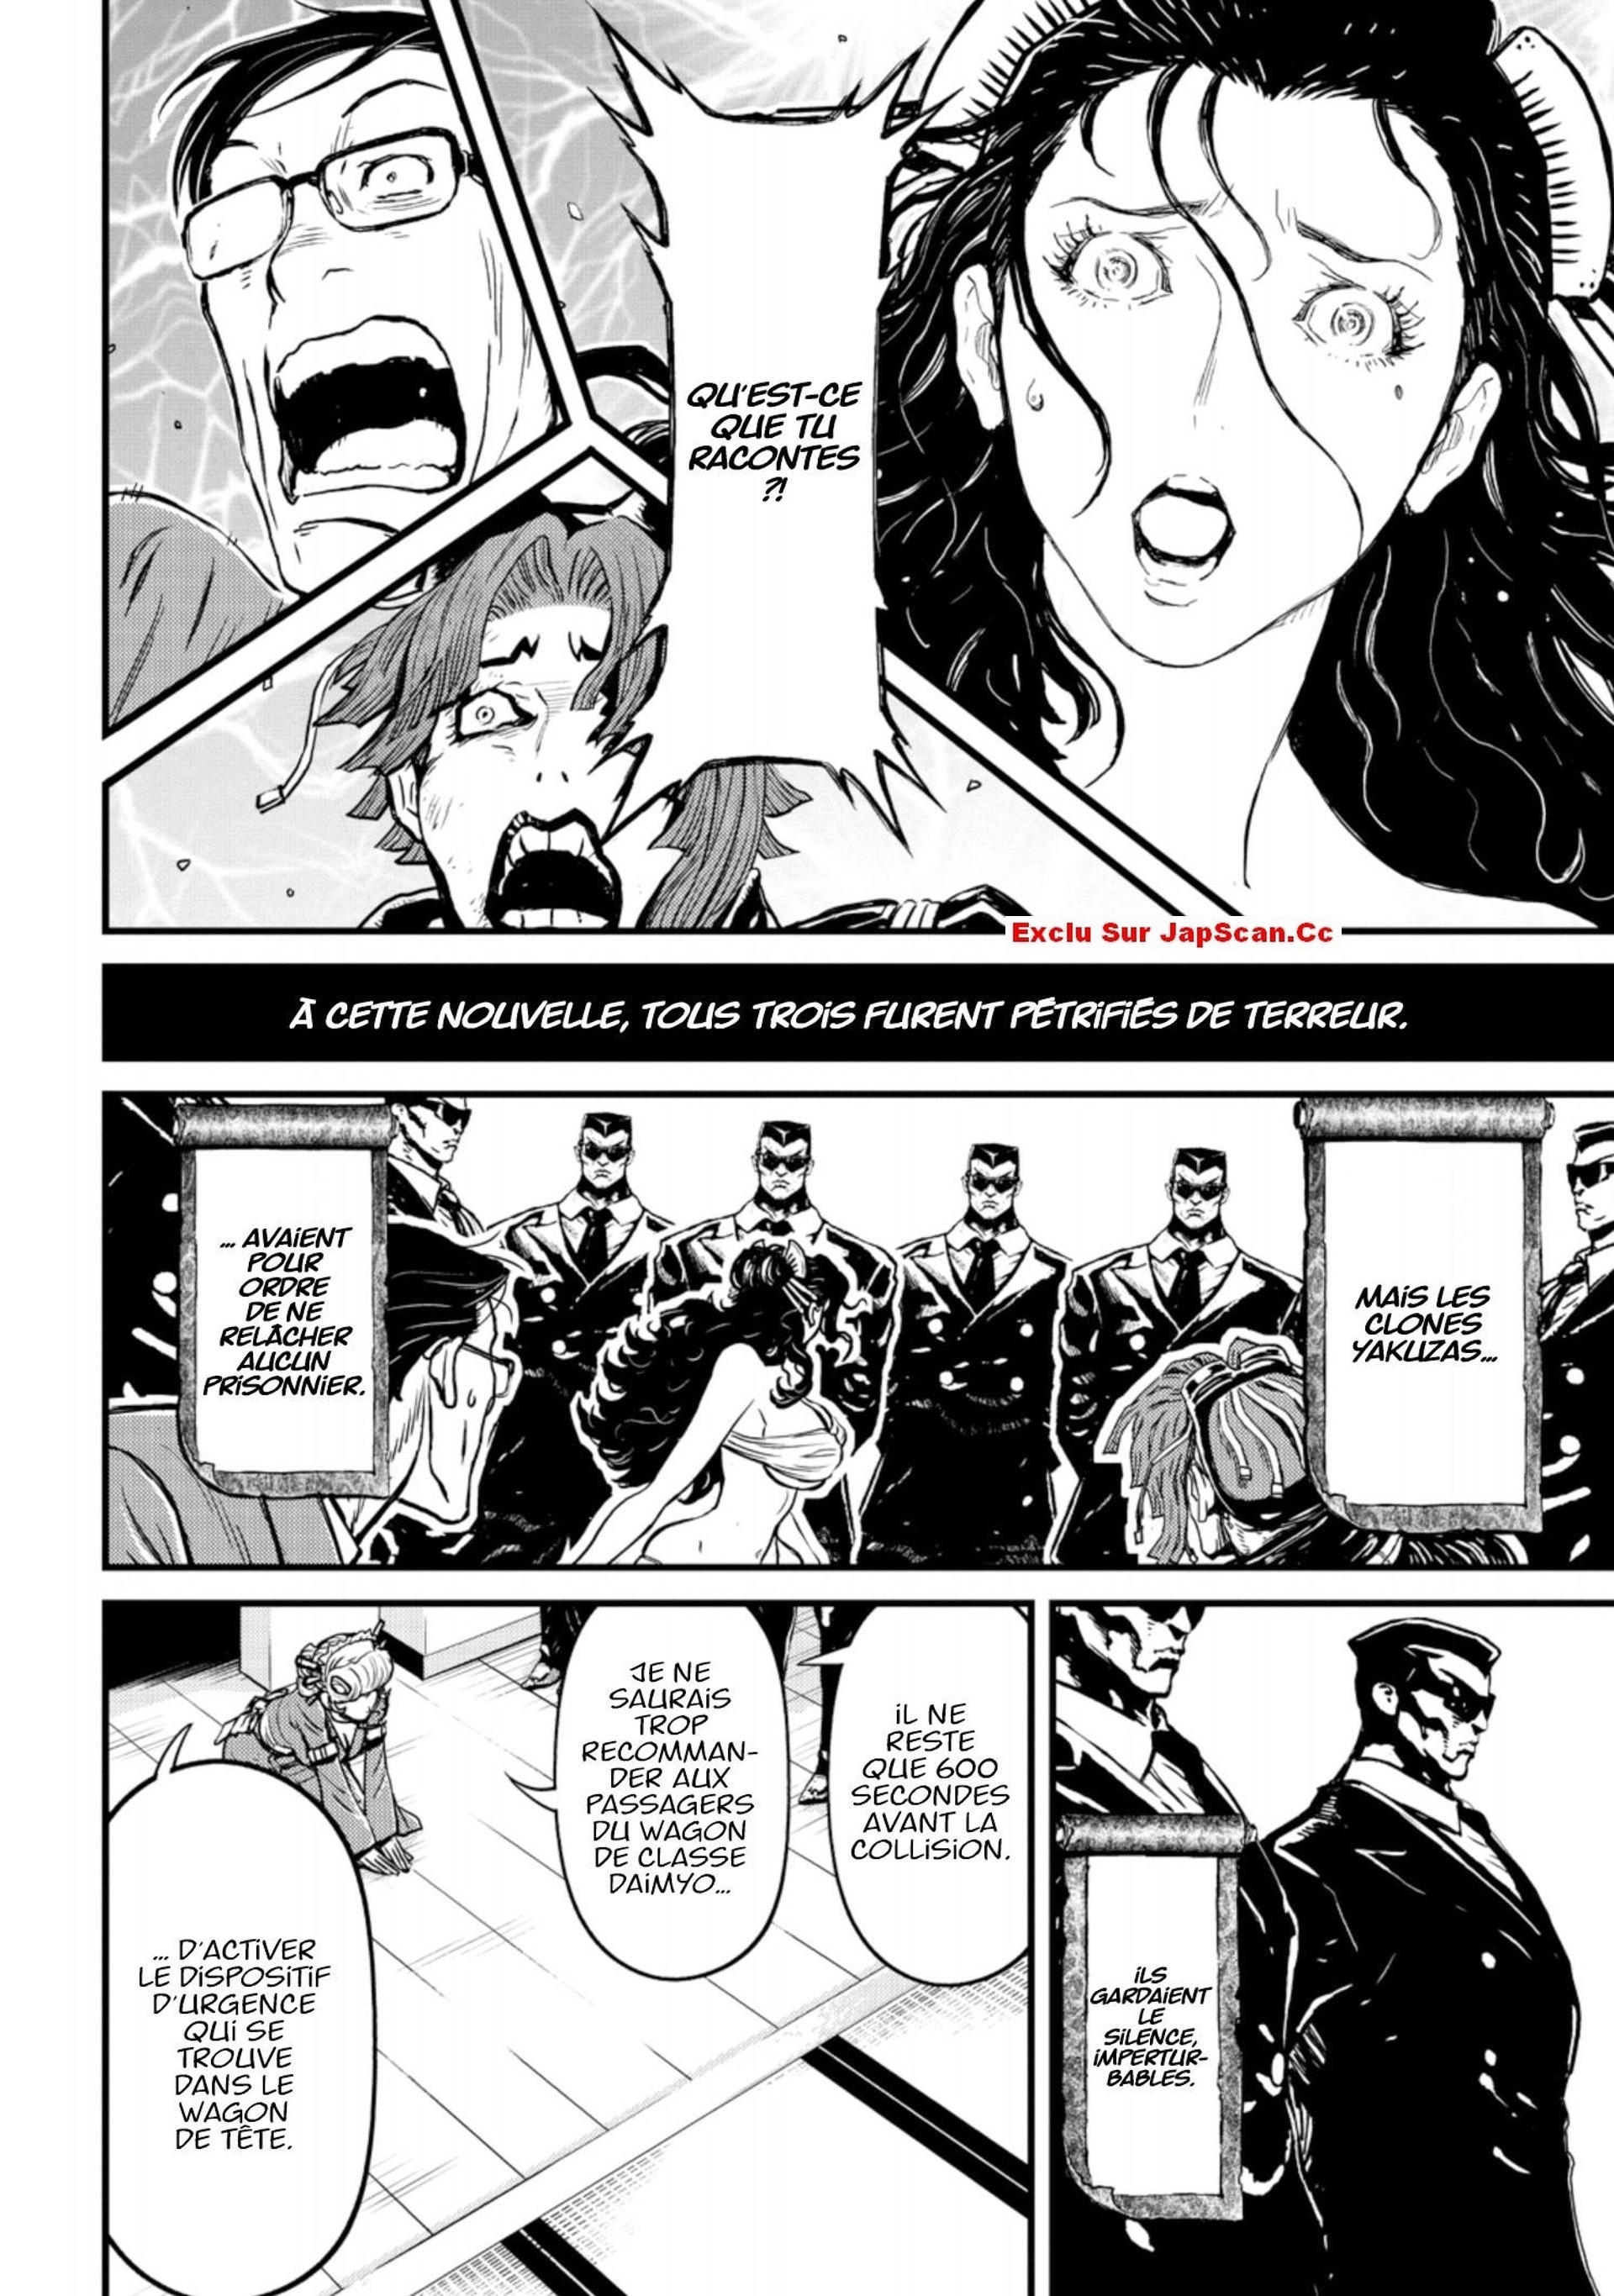 QU'EST-CE
QUE TU
RACONTES
?!
Exclu Sur JapScan.Cc
À CETTE NOUVELLE, TOUS TROIS FURENT PÉTRIFIÉS DE TERREUR.
MAIS LES
CLONES
YAKUZAS...
... AVAIENT
POUR
ORDRE
DE NE
RELÂCHER
AUCUN
PRISONNIER.
ILS
GARDAIENT
LE
SILENCE,
IMPERTUR-
BABLES.
IL NE
RESTE
QUE 600
SECONDES
AVANT LA
COLLISION.
JE NE
SAURAIS
TROP
RECOMMAN-
DER AUX
PASSAGERS
DU WAGON
DE CLASSE
DAIMYO...
... D'ACTIVER
LE DISPOSITIF
D'URGENCE
QUI SE
TROUVE
DANS LE
WAGON
DE TÊTE.